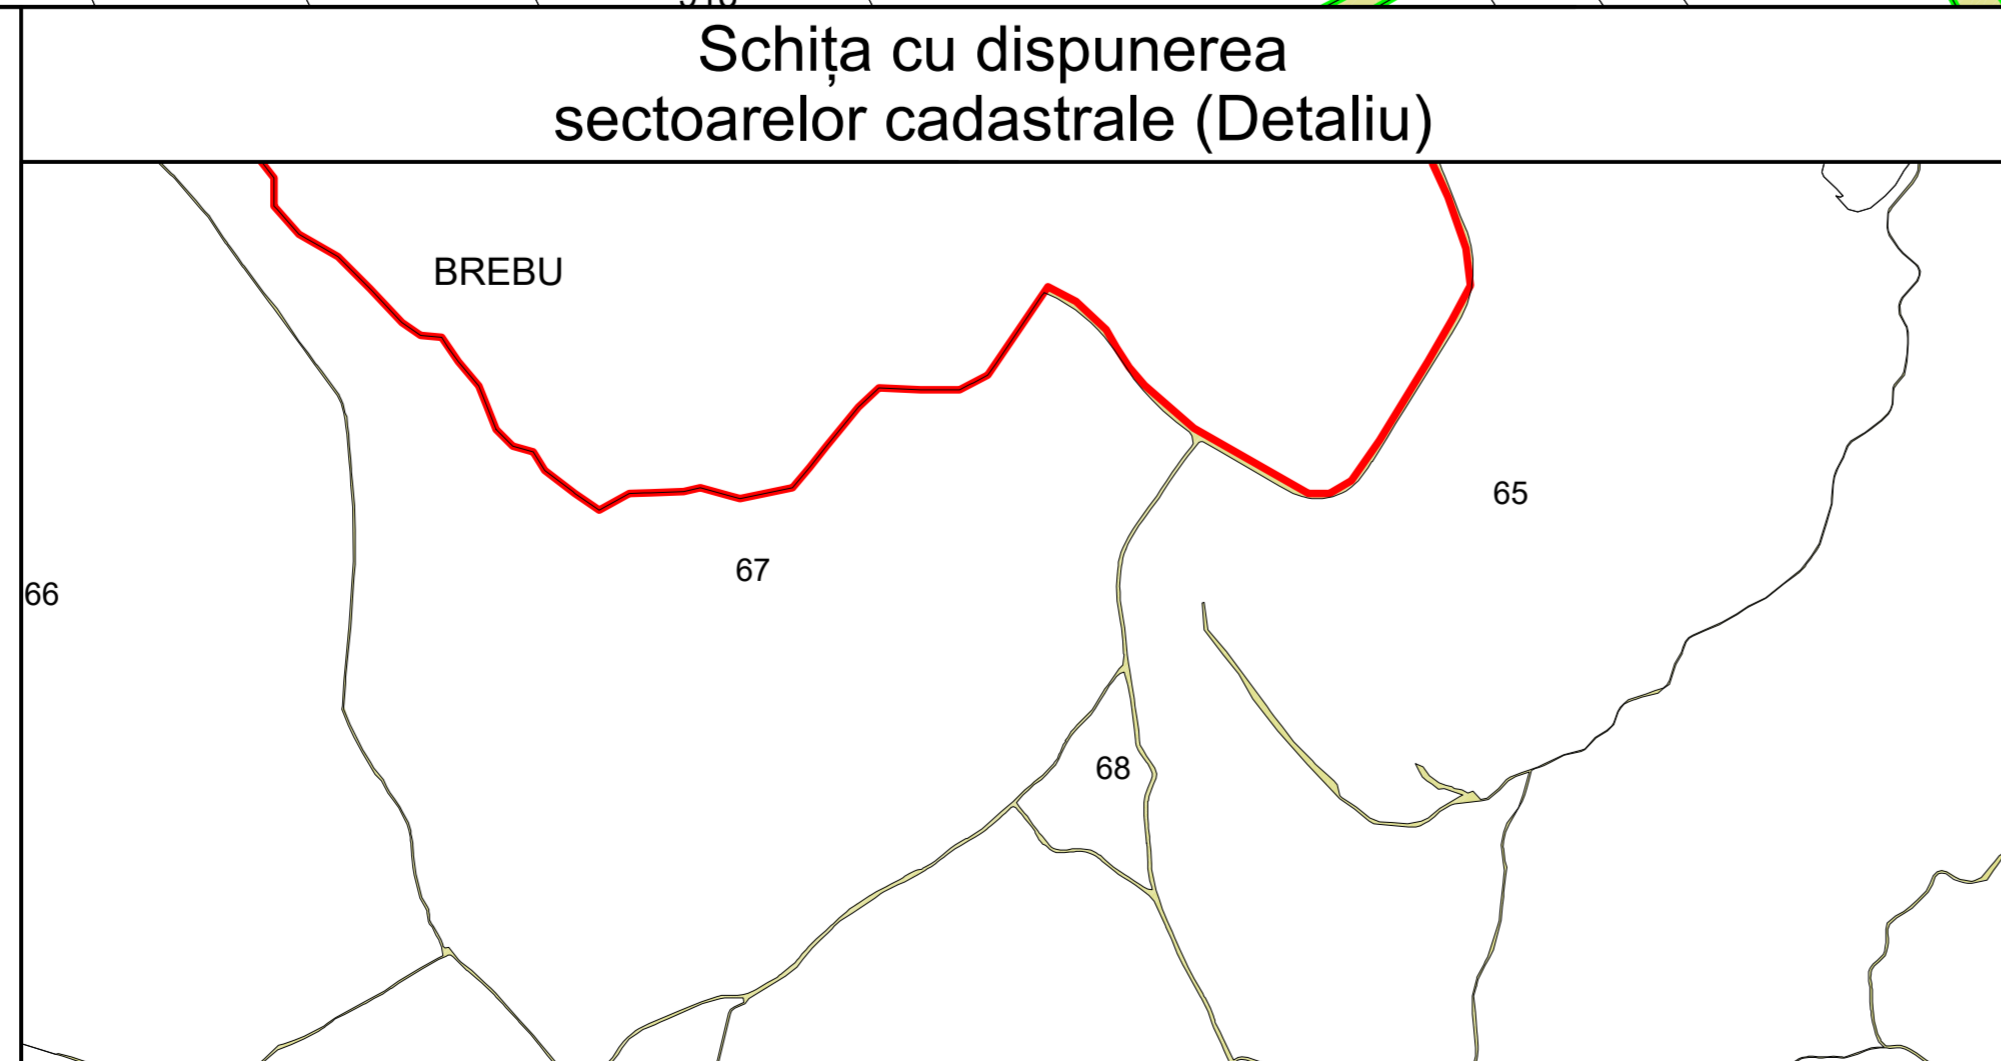 Schița cu dispunerea
sectoarelor cadastrale (Detaliu)
BREBU
65
67
66
68